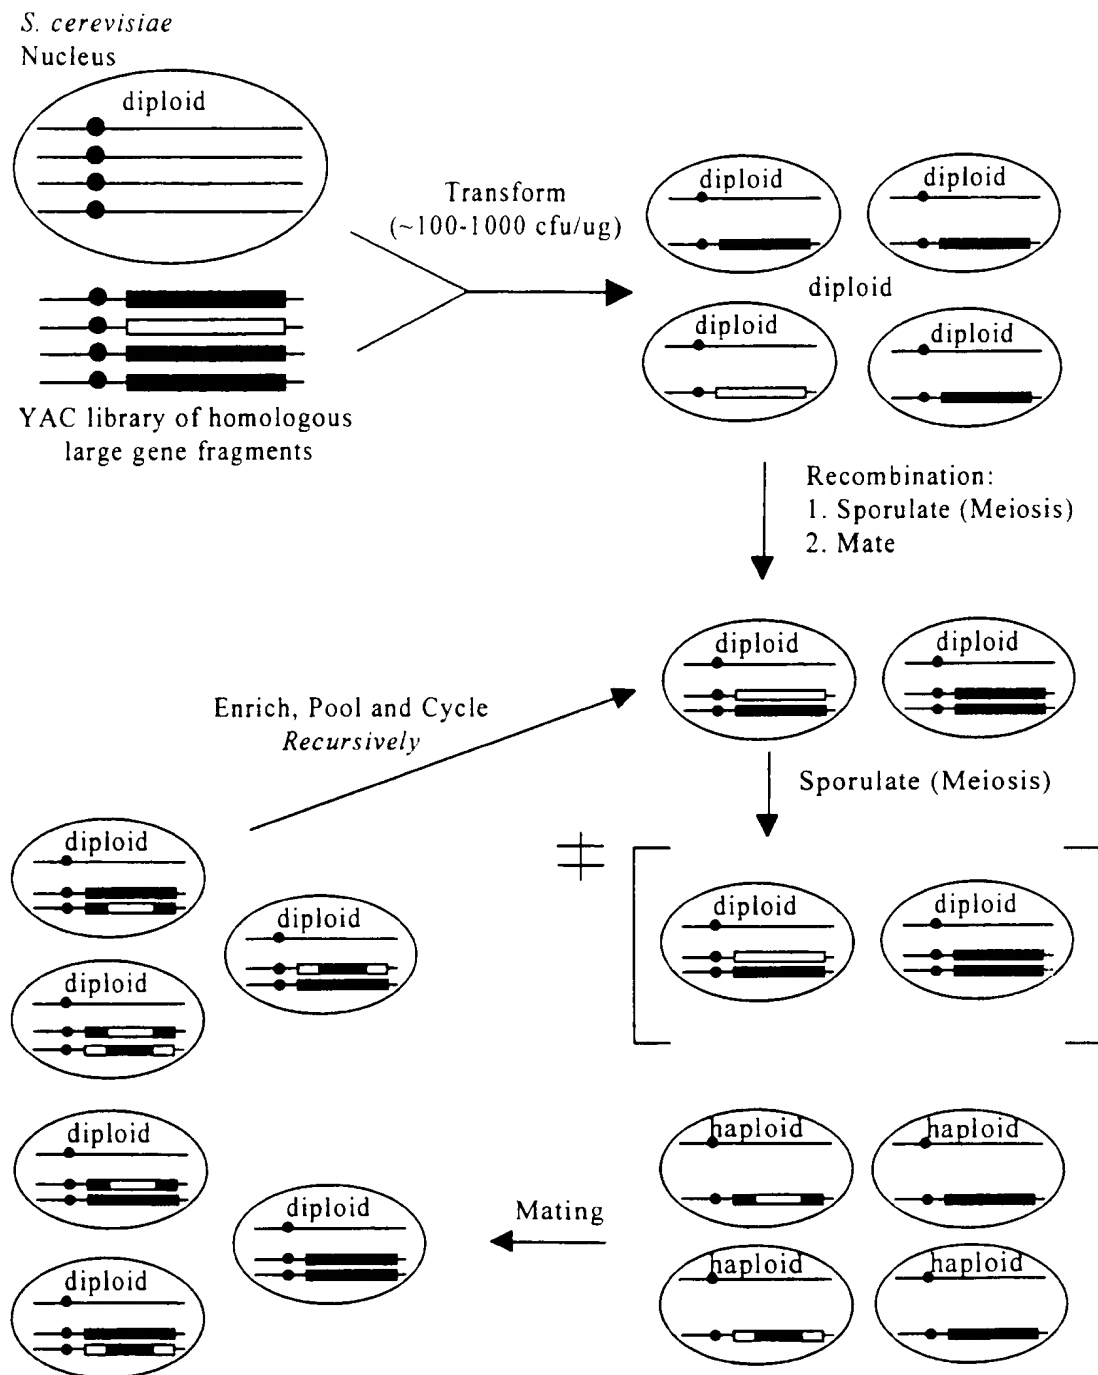 S. cerevisiae
Nucleus
diploid
YAC library of homologous
large gene fragments
Transform
(~100-1000 cfu/ug)
diploid
diploid
diploid
diploid
diploid
Recombination:
1. Sporulate (Meiosis)
2. Mate
diploid
diploid
Enrich, Pool and Cycle
Recursively
Sporulate (Meiosis)
diploid
diploid
diploid
diploid
diploid
diploid
diploid
diploid
haploid
haploid
haploid
haploid
Mating